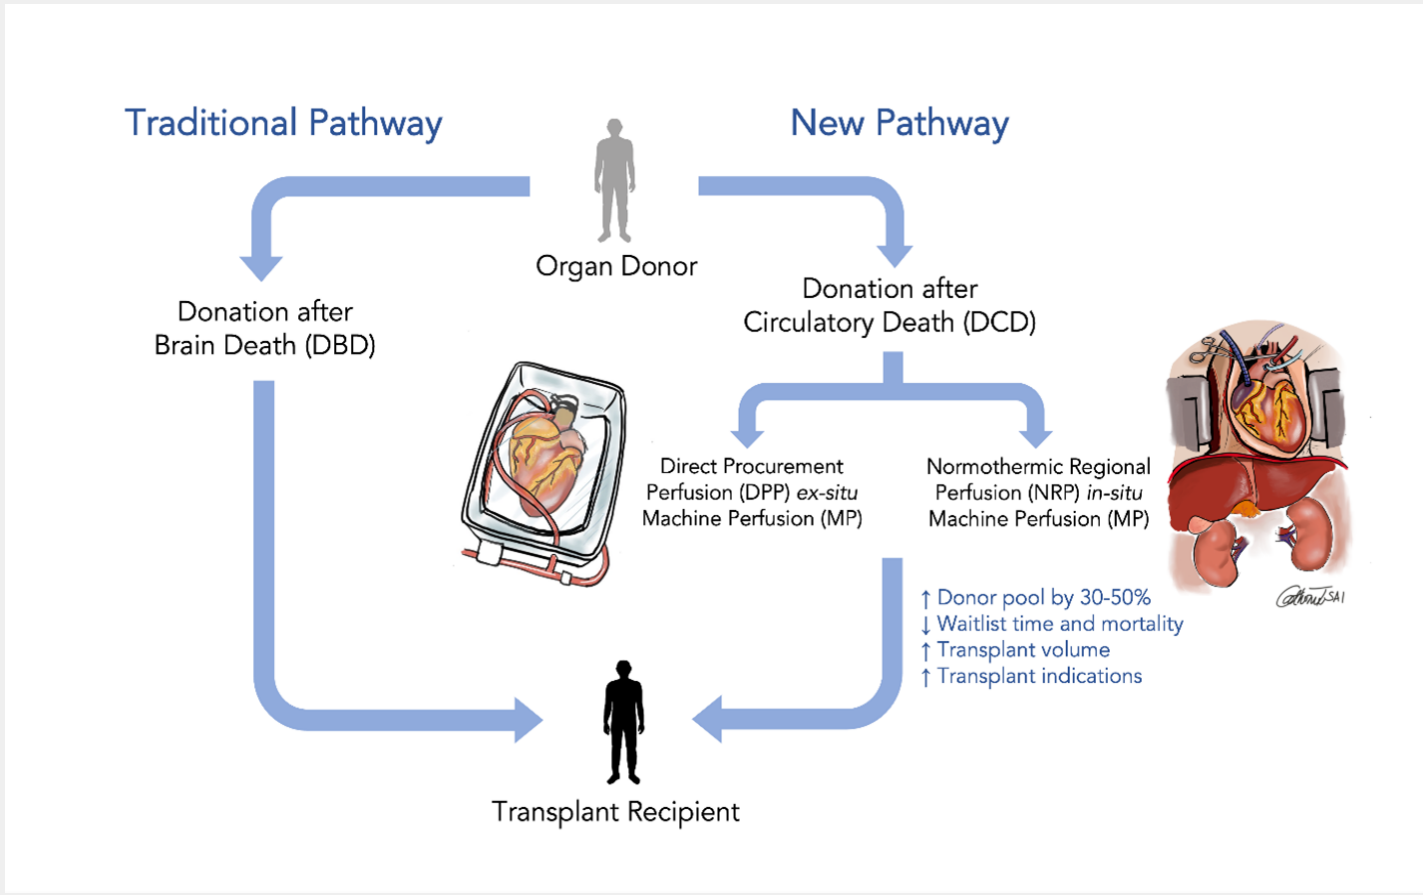 Traditional Pathway
New Pathway
Organ Donor
Donation after
Brain Death (DBD)
Donation after
Circulatory Death (DCD)
Direct Procurement
Perfusion (DPP) ex-situ
Machine Perfusion (MP)
Normothermic Regional
Perfusion (NRP) in-situ
Machine Perfusion (MP)
↑ Donor pool by 30-50%
↓ Waitlist time and mortality
↑ Transplant volume
↑ Transplant indications
Transplant Recipient